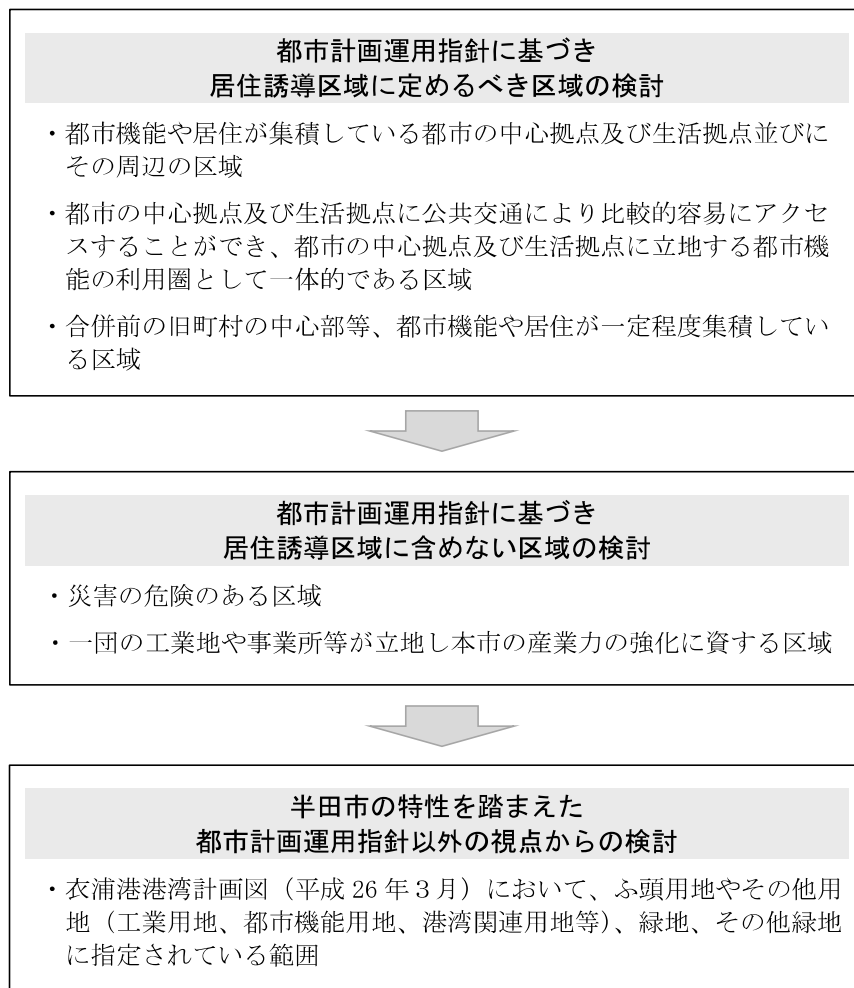 都市計画運用指針に基づき
居住誘導区域に定めるべき区域の検討
・都市機能や居住が集積している都市の中心拠点及び生活拠点並びに
その周辺の区域
・都市の中心拠点及び生活拠点に公共交通により比較的容易にアクセ
スすることができ、都市の中心拠点及び生活拠点に立地する都市機
能の利用圏として一体的である区域
・合併前の旧町村の中心部等、都市機能や居住が一定程度集積してい
る区域
都市計画運用指針に基づき
居住誘導区域に含めない区域の検討
・災害の危険のある区域
・一団の工業地や事業所等が立地し本市の産業力の強化に資する区域
半田市の特性を踏まえた
都市計画運用指針以外の視点からの検討
・衣浦港港湾計画図（平成 26 年３月）において、ふ頭用地やその他用
地（工業用地、都市機能用地、港湾関連用地等）、緑地、その他緑地
に指定されている範囲